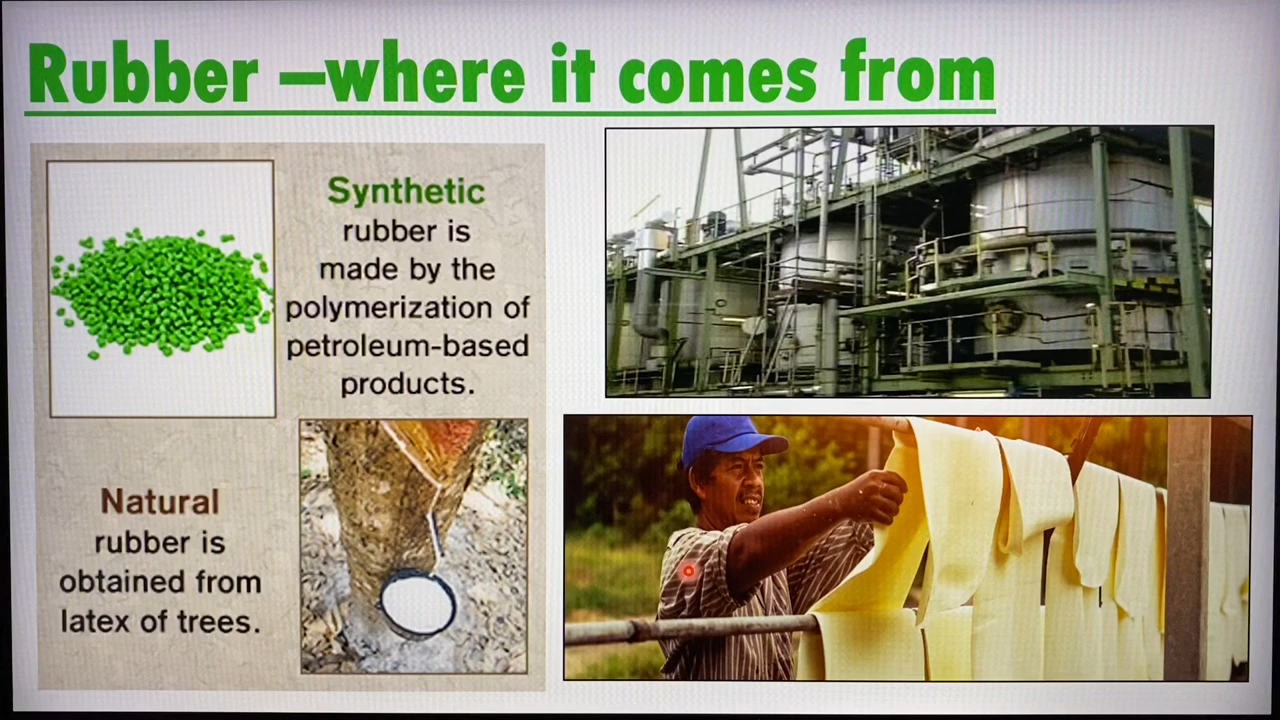 Rubber –where it comes from
Synthetic
rubber is
made by the
polymerization of
petroleum-based
products.
Natural
rubber is
obtained from
latex of trees.